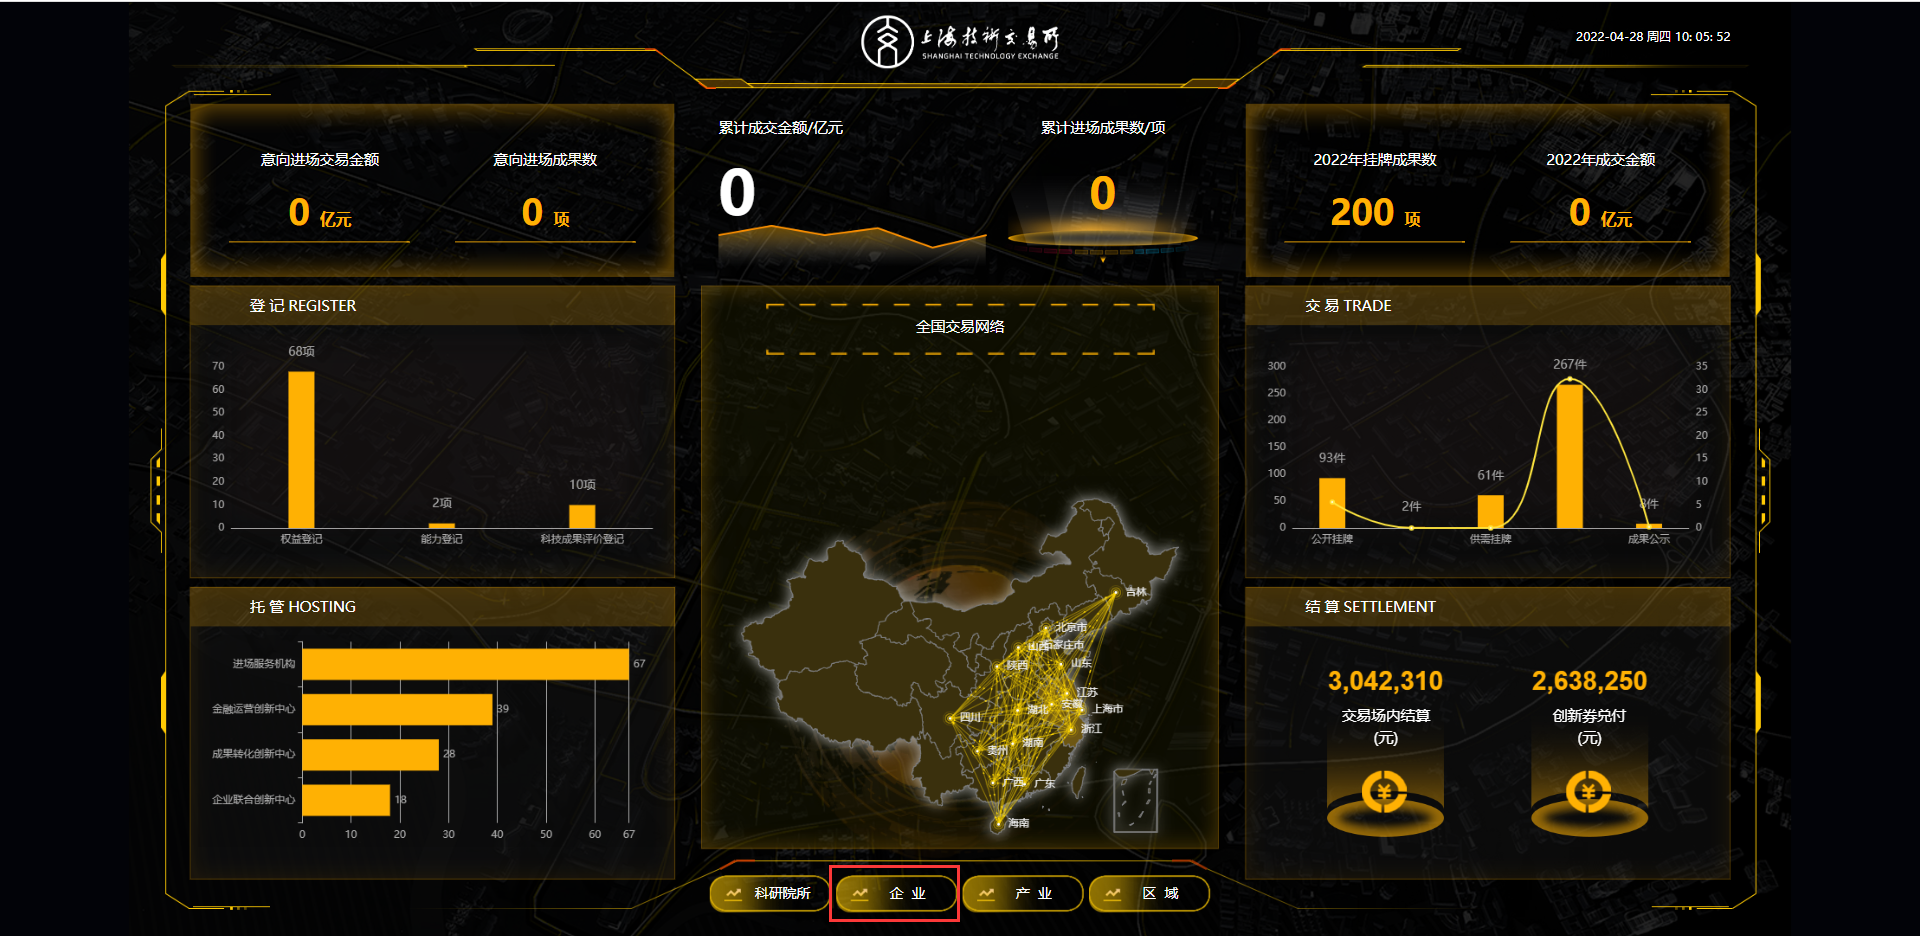 上海技術交易所
SHANGHAI TECHNOLOGY EXCHANGE
2022-04-28 周四 10: 05: 52
意向进场交易金额
0 亿元
意向进场成果数
0 项
累计成交金额/亿元
0
累计进场成果数/项
0
2022年挂牌成果数
200 项
2022年成交金额
0 亿元
登 记 REGISTER
68项
2项
10项
70
60
50
40
30
20
10
0
权益登记
能力登记
科技成果评价登记
托 管 HOSTING
进场服务机构
67
金融运营创新中心
39
成果转化创新中心
28
企业联合创新中心
18
0 10 20 30 40 50 60 67
全国交易网络
吉林
北京市
山西
石家庄市
陕西
山东
江苏
安徽
上海市
湖北
四川
浙江
湖南
贵州
广西
广东
海南
交 易 TRADE
300
250
200
150
100
50
0
93件
2件
61件
267件
8件
35
30
25
20
15
10
5
0
公开挂牌
供需挂牌
成果公示
结 算 SETTLEMENT
3,042,310
交易场内结算
(元)
2,638,250
创新券兑付
(元)
科研院所
企 业
产 业
区 域